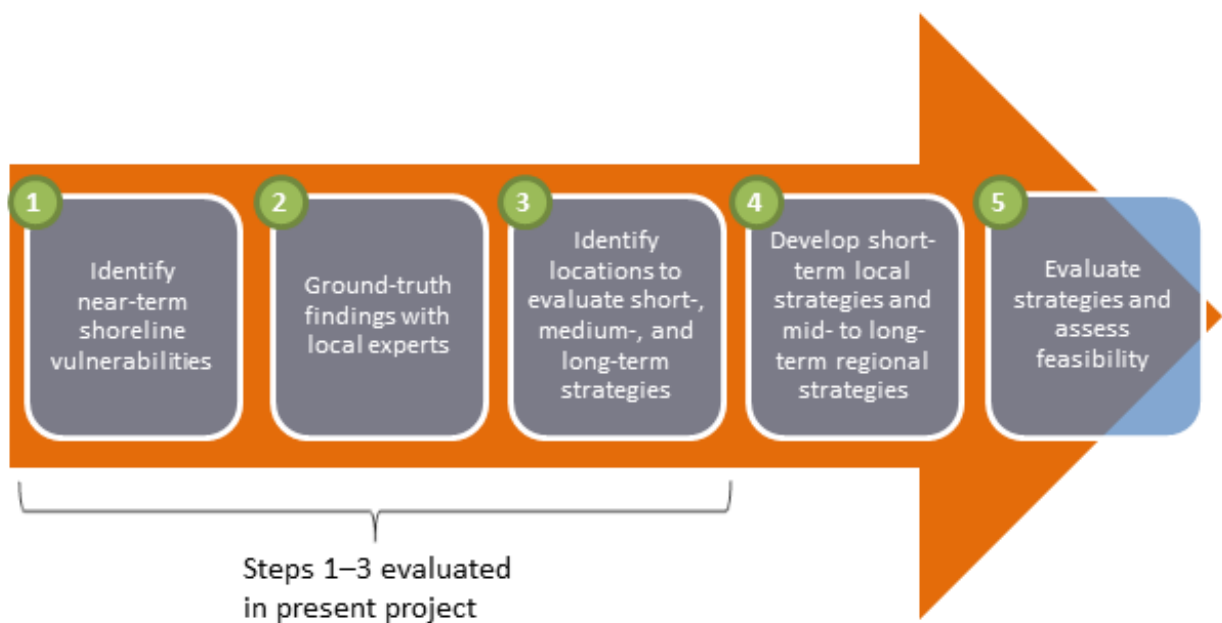 1
Identify
near-term
shoreline
vulnerabilities
2
Ground-truth
findings with
local experts
3
Identify
locations to
evaluate short-,
medium-, and
long-term
strategies
4
Develop short-
term local
strategies and
mid- to long-
term regional
strategies
5
Evaluate
strategies and
assess
feasibility
Steps 1–3 evaluated
in present project